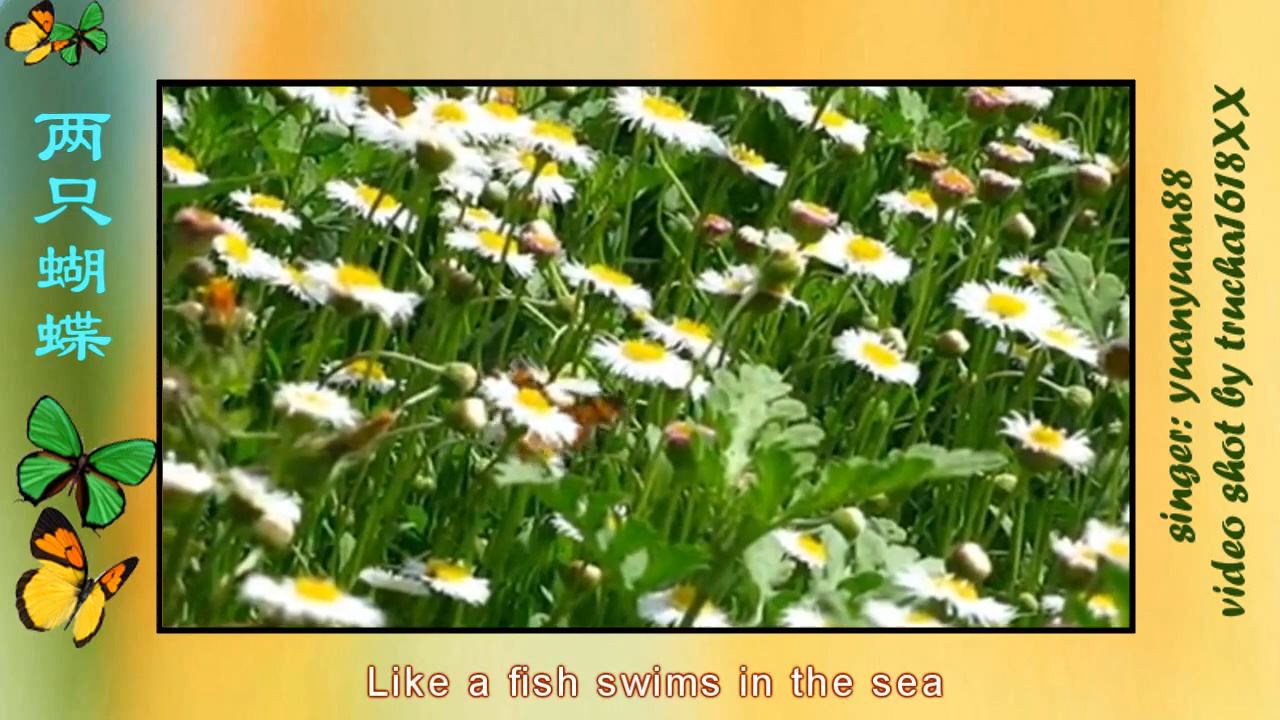 两只蝴蝶
singer: yuanyuan88
video shot by trucha1618XX
Like a fish swims in the sea